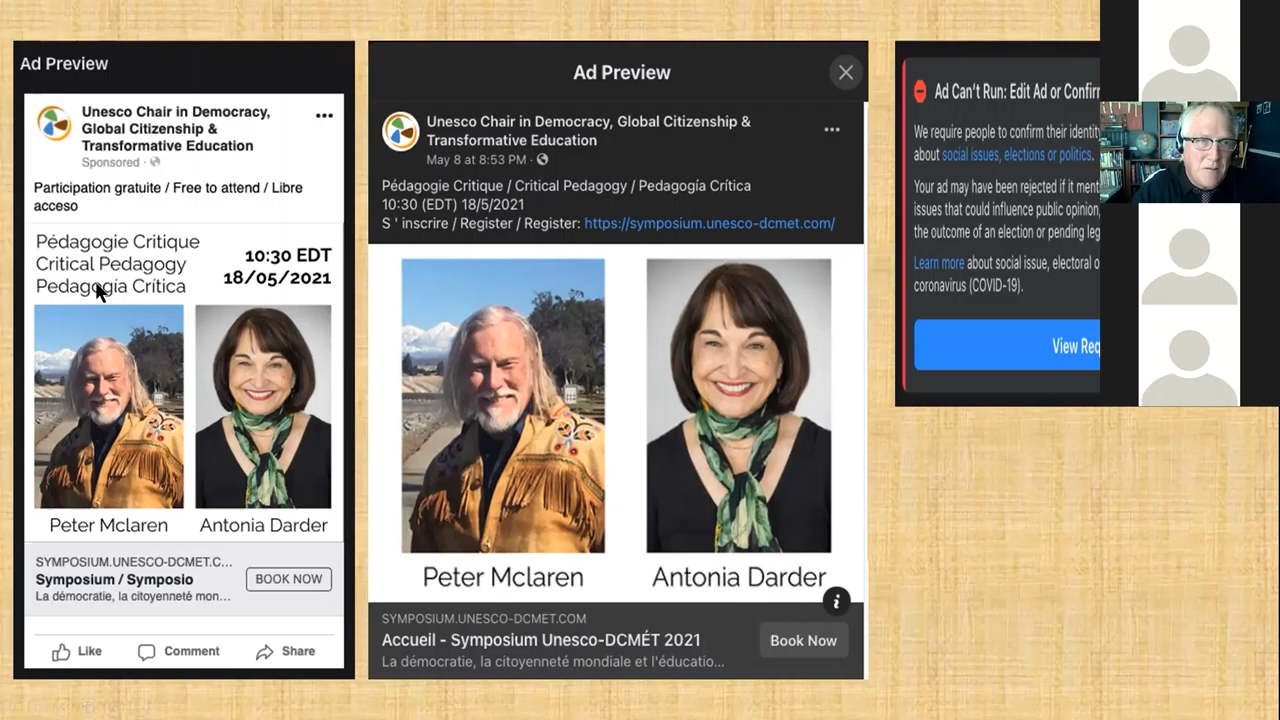 Ad Preview
Unesco Chair in Democracy,
Global Citizenship &
Transformative Education
Sponsored ·
Participation gratuite / Free to attend / Libre
acceso
Pédagogie Critique
Critical Pedagogy
Pedagogía Crítica
10:30 EDT
18/05/2021
Peter Mclaren
Antonia Darder
SYMPOSIUM.UNESCO-DCMET.C...
Symposium / Symposio
La démocratie, la citoyenneté mon...
BOOK NOW
Like
Comment
Share
Ad Preview
Unesco Chair in Democracy, Global Citizenship &
Transformative Education
May 8 at 8:53 PM ·
Pédagogie Critique / Critical Pedagogy / Pedagogía Crítica
10:30 (EDT) 18/5/2021
S ' inscrire / Register / Register: https://symposium.unesco-dcmet.com/
Peter Mclaren
Antonia Darder
SYMPOSIUM.UNESCO-DCMET.COM
Accueil - Symposium Unesco-DCMÉT 2021
La démocratie, la citoyenneté mondiale et l'éducatio...
Book Now
Ad Can't Run: Edit Ad or
We require people to confirm their
about social issues, elections or politics.
Your ad may have been rejected if it
issues that could influence public opinion,
the outcome of an election or pending
Learn more about social issue, electoral
coronavirus (COVID-19).
View